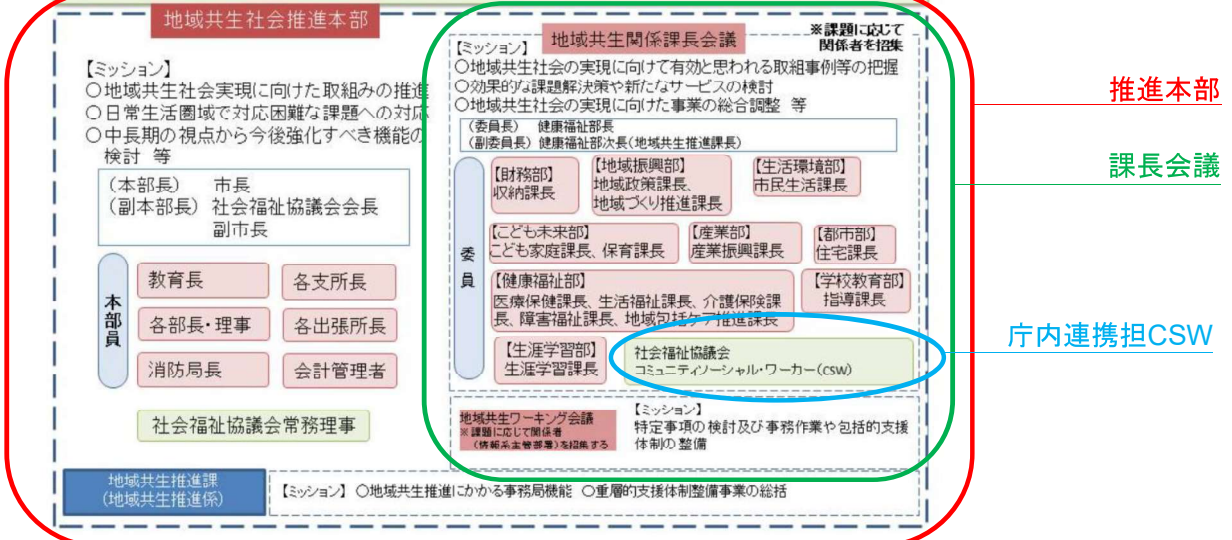 地域共生社会推進本部
【ミッション】
○地域共生社会実現に向けた取組みの推進
○日常生活圏域で対応困難な課題への対応
○中長期の視点から今後強化すべき機能の
検討 等
(本部長) 市長
(副本部長) 社会福祉協議会会長
副市長
本部員
教育長
各支所長
各部長・理事
各出張所長
消防局長
会計管理者
社会福祉協議会常務理事
地域共生関係課長会議
※課題に応じて
関係者を招集
【ミッション】
○地域共生社会の実現に向けて有効と思われる取組事例等の把握
○効果的な課題解決策や新たなサービスの検討
○地域共生社会の実現に向けた事業の総合調整 等
(委員長) 健康福祉部長
(副委員長) 健康福祉部次長(地域共生推進課長)
委員
【財務部】
収納課長
【地域振興部】
地域政策課長、
地域づくり推進課長
【生活環境部】
市民生活課長
【こども未来部】
こども家庭課長、保育課長
【産業部】
産業振興課長
【都市部】
住宅課長
【健康福祉部】
医療保健課長、生活福祉課長、介護保険課
長、障害福祉課長、地域包括ケア推進課長
【学校教育部】
指導課長
【生涯学習部】
生涯学習課長
社会福祉協議会
コミュニティソーシャル・ワーカー(CSW)
地域共生ワーキング会議
※課題に応じて関係者
(情報系主管部署)を招集する
【ミッション】
特定事項の検討及び事務作業や包括的支援
体制の整備
地域共生推進課
(地域共生推進係)
【ミッション】 ○地域共生推進にかかる事務局機能 ○重層的支援体制整備事業の総括
推進本部
課長会議
庁内連携担CSW